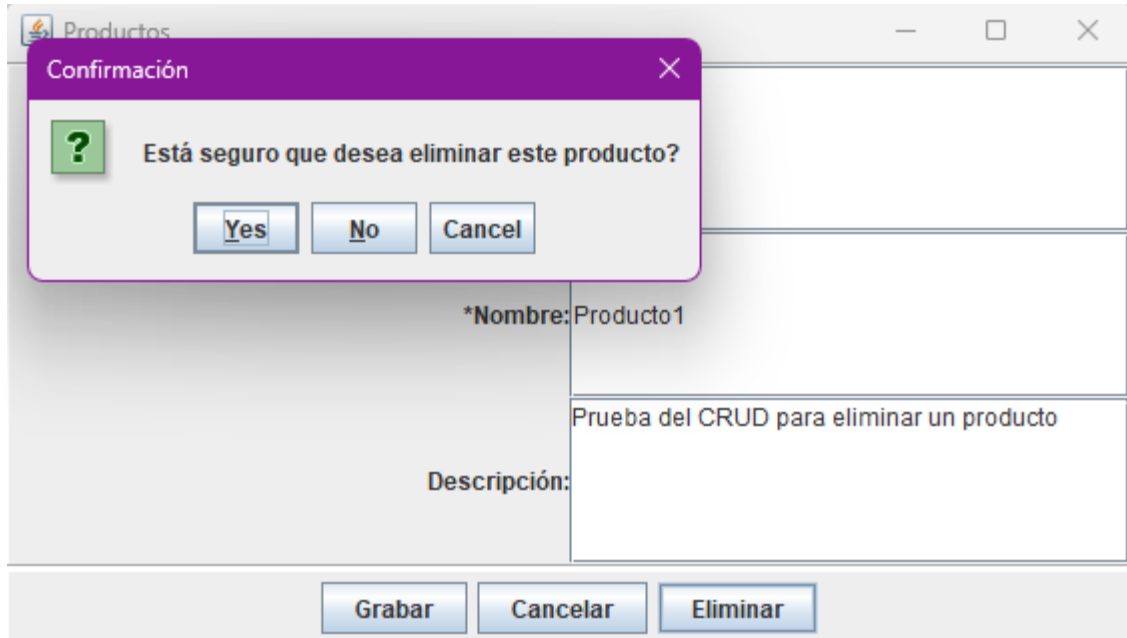 Productos
Confirmación
Está seguro que desea eliminar este producto?
Yes No Cancel
*Nombre: Producto1
Prueba del CRUD para eliminar un producto
Descripción:
Grabar Cancelar Eliminar